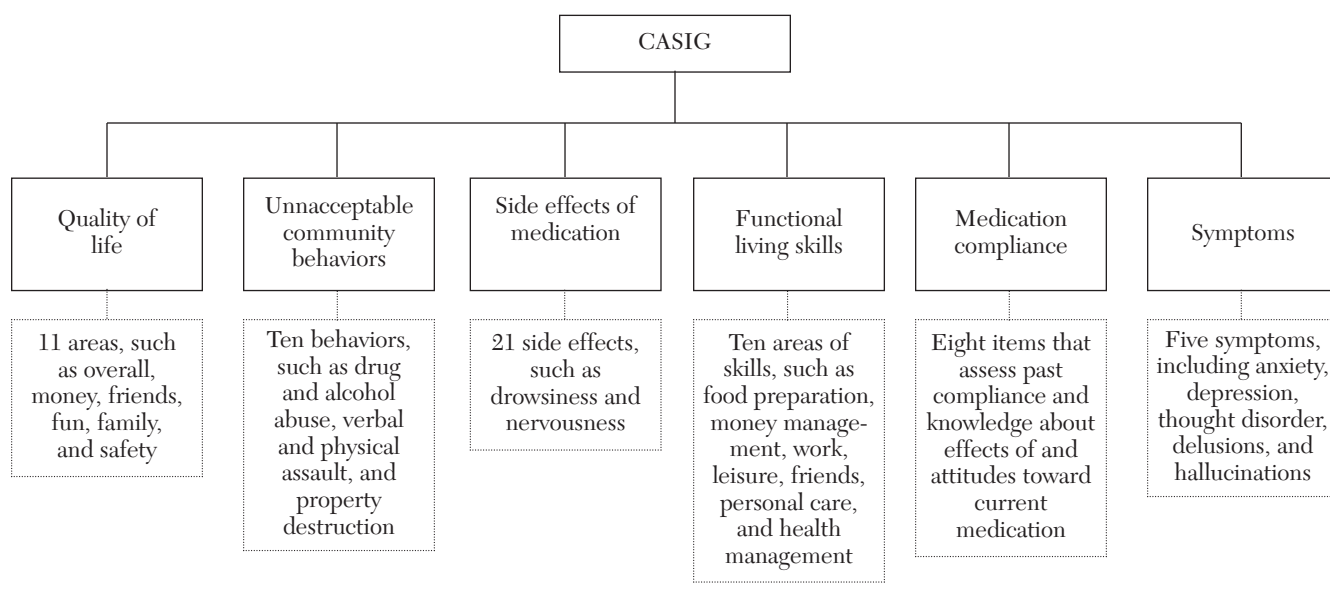 CASIG
Quality of
life
Unnacceptable
community
behaviors
Side effects of
medication
Functional
living skills
Medication
compliance
Symptoms
11 areas, such
as overall,
money, friends,
fun, family,
and safety
Ten behaviors,
such as drug
and alcohol
abuse, verbal
and physical
assault, and
property
destruction
21 side effects,
such as
drowsiness and
nervousness
Ten areas of
skills, such as
food preparation,
money manage-
ment, work,
leisure, friends,
personal care,
and health
management
Eight items that
assess past
compliance and
knowledge about
effects of and
attitudes toward
current
medication
Five symptoms,
including anxiety,
depression,
thought disorder,
delusions, and
hallucinations